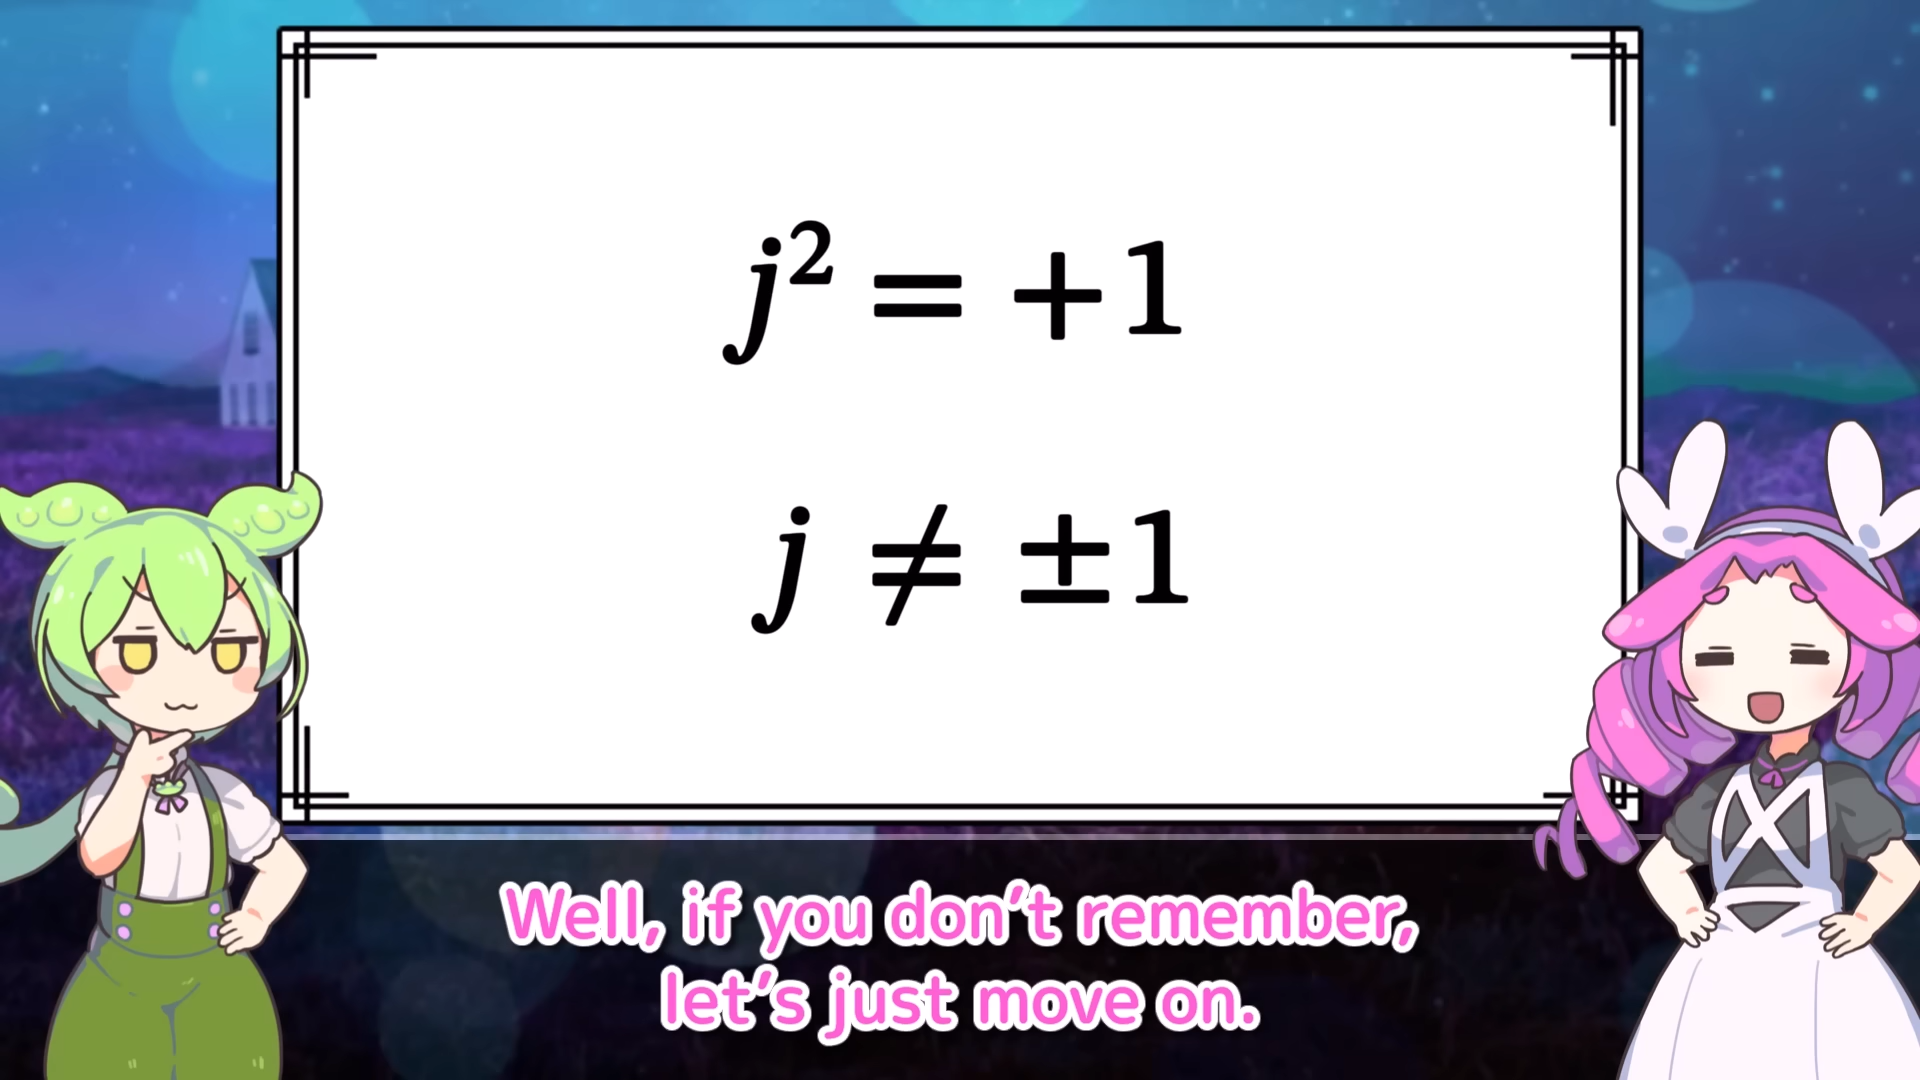 j² = +1
j ≠ ±1
Well, if you don't remember,
let's just move on.